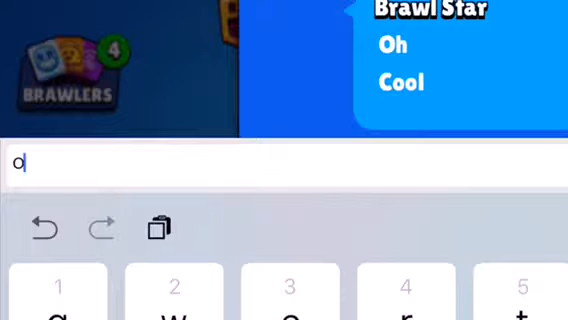 Brawl Star
Oh
4
Cool
BRAWLERS
o
1 2 3 4 5
q w e r t